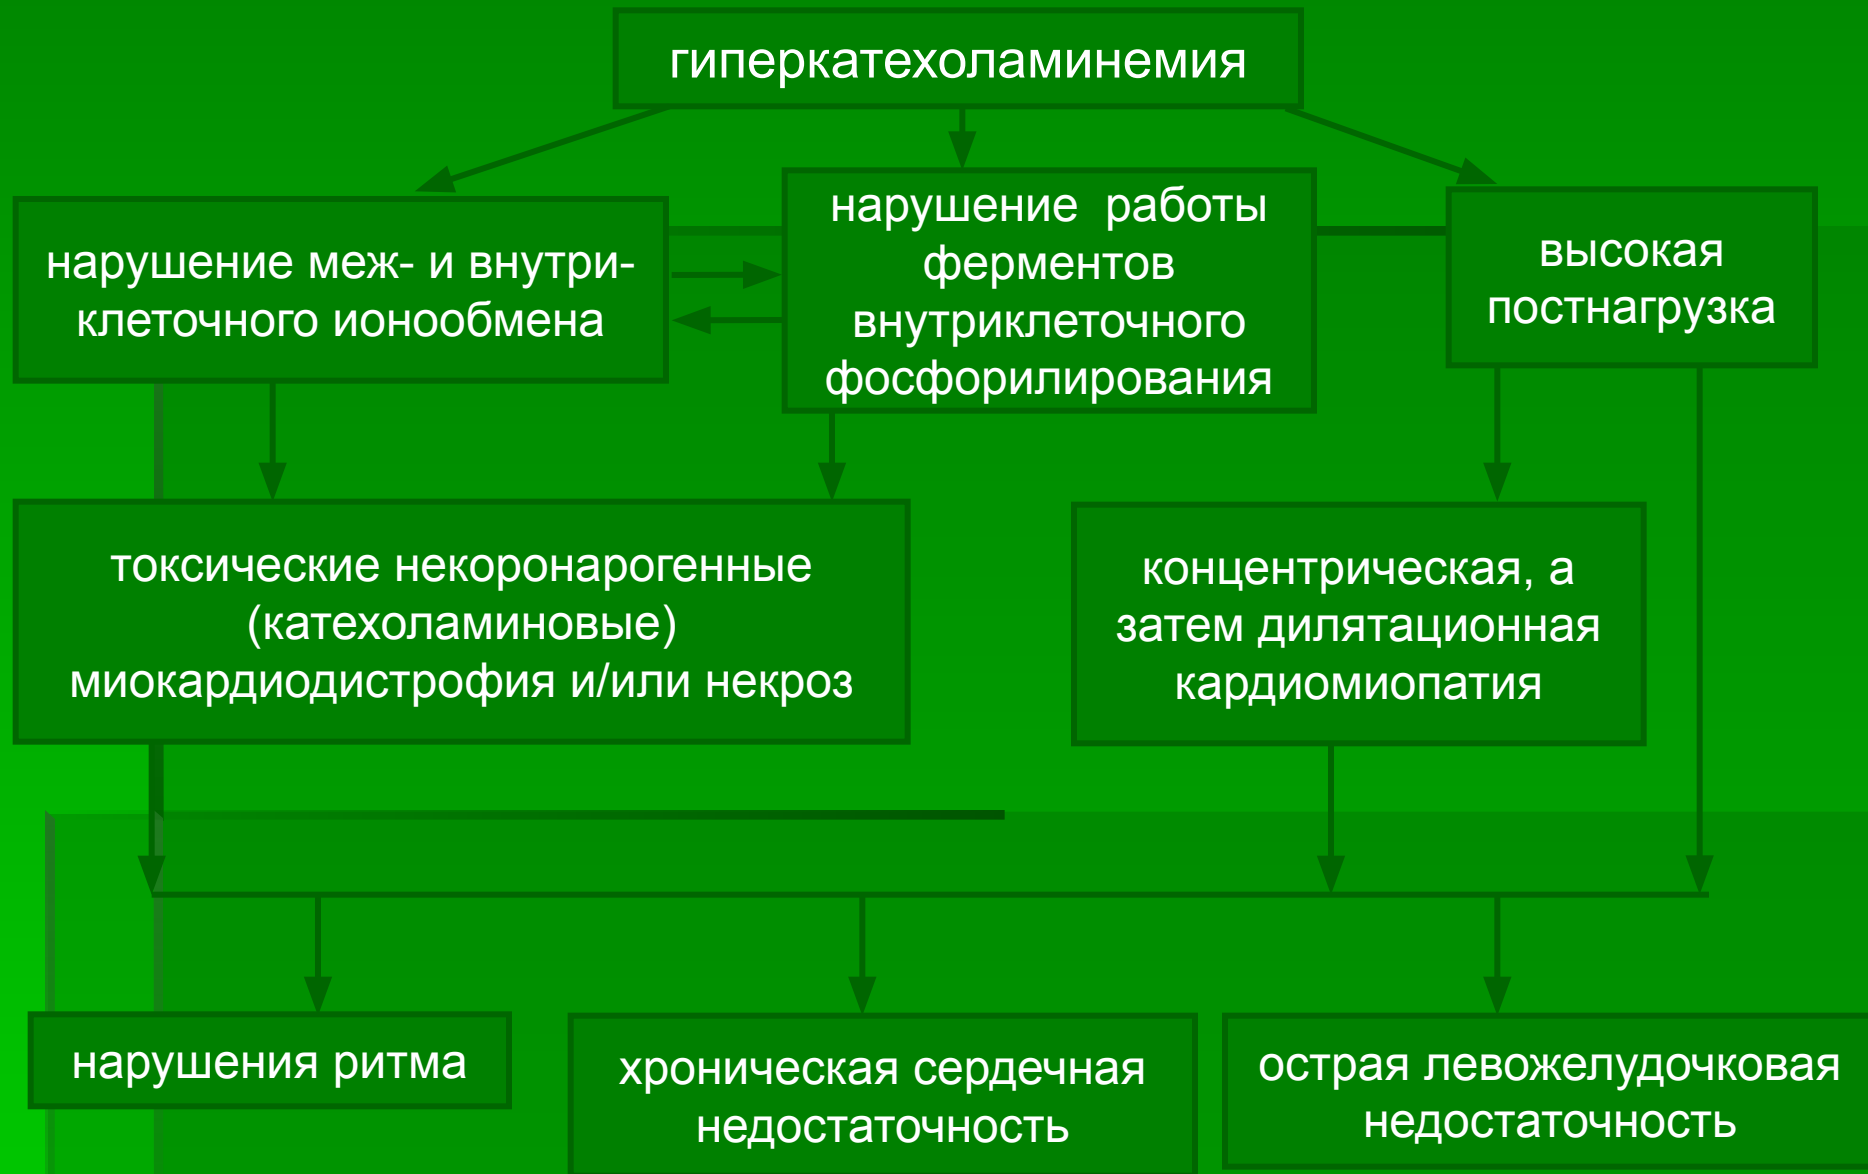 гиперкатехоламинемия
нарушение меж- и внутри-
клеточного ионообмена
нарушение работы
ферментов
внутриклеточного
фосфорилирования
высокая
постнагрузка
токсические некоронарогенные
(катехоламиновые)
миокардиодистрофия и/или некроз
концентрическая, а
затем дилятационная
кардиомиопатия
нарушения ритма
хроническая сердечная
недостаточность
острая левожелудочковая
недостаточность